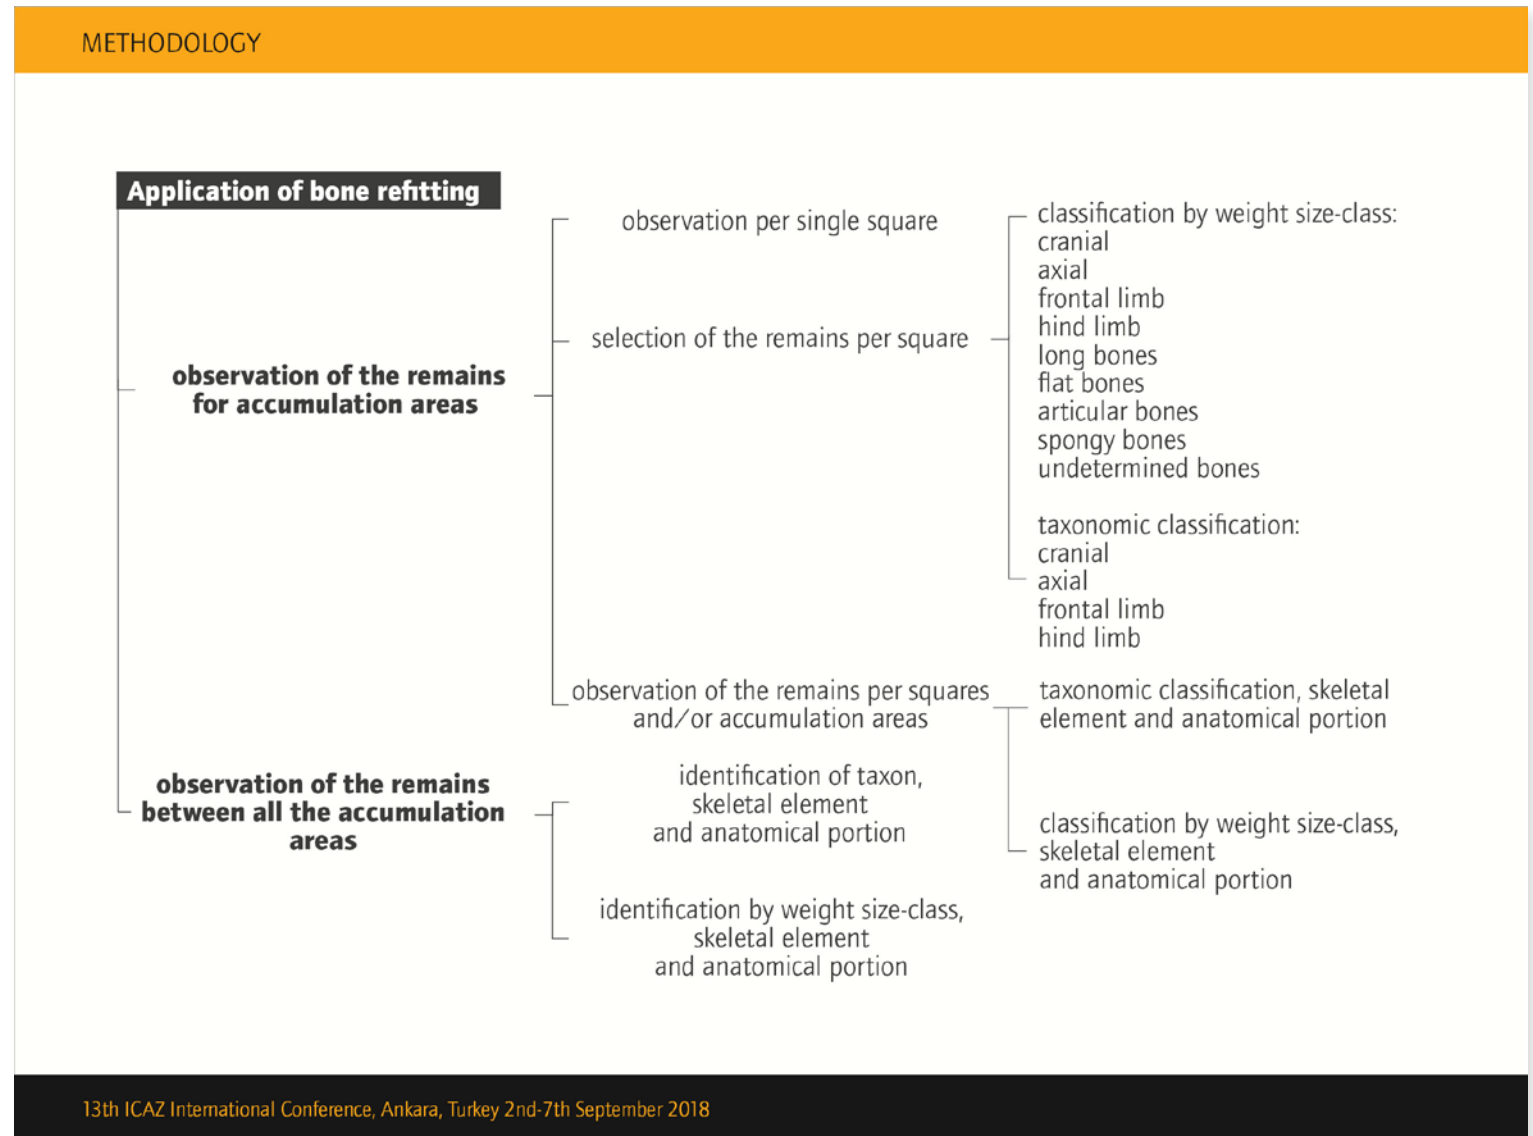 METHODOLOGY
Application of bone refitting
observation of the remains
for accumulation areas
observation per single square
selection of the remains per square
classification by weight size-class:
cranial
axial
frontal limb
hind limb
long bones
flat bones
articular bones
spongy bones
undetermined bones
taxonomic classification:
cranial
axial
frontal limb
hind limb
observation of the remains per squares
and/or accumulation areas
taxonomic classification, skeletal
element and anatomical portion
classification by weight size-class,
skeletal element
and anatomical portion
observation of the remains
between all the accumulation
areas
identification of taxon,
skeletal element
and anatomical portion
identification by weight size-class,
skeletal element
and anatomical portion
13th ICAZ International Conference, Ankara, Turkey 2nd-7th September 2018